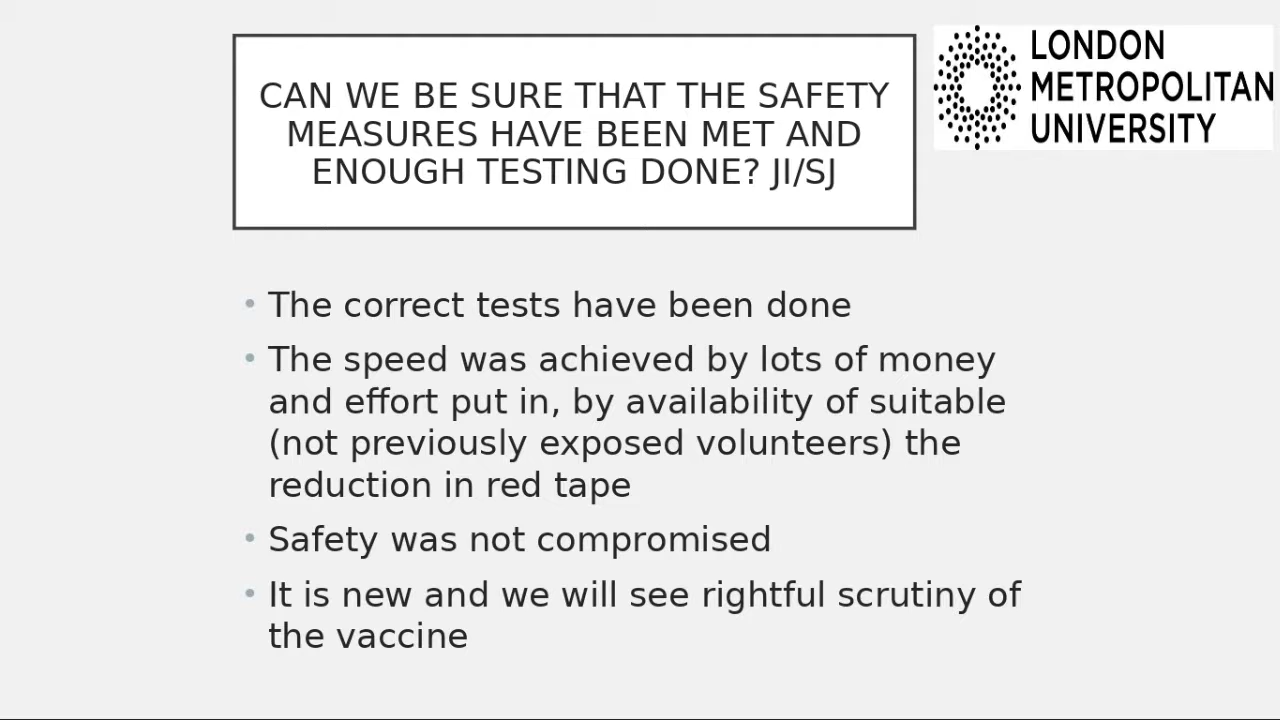 CAN WE BE SURE THAT THE SAFETY
MEASURES HAVE BEEN MET AND
ENOUGH TESTING DONE? JI/SJ
LONDON
METROPOLITAN
UNIVERSITY
• The correct tests have been done
• The speed was achieved by lots of money
and effort put in, by availability of suitable
(not previously exposed volunteers) the
reduction in red tape
• Safety was not compromised
• It is new and we will see rightful scrutiny of
the vaccine